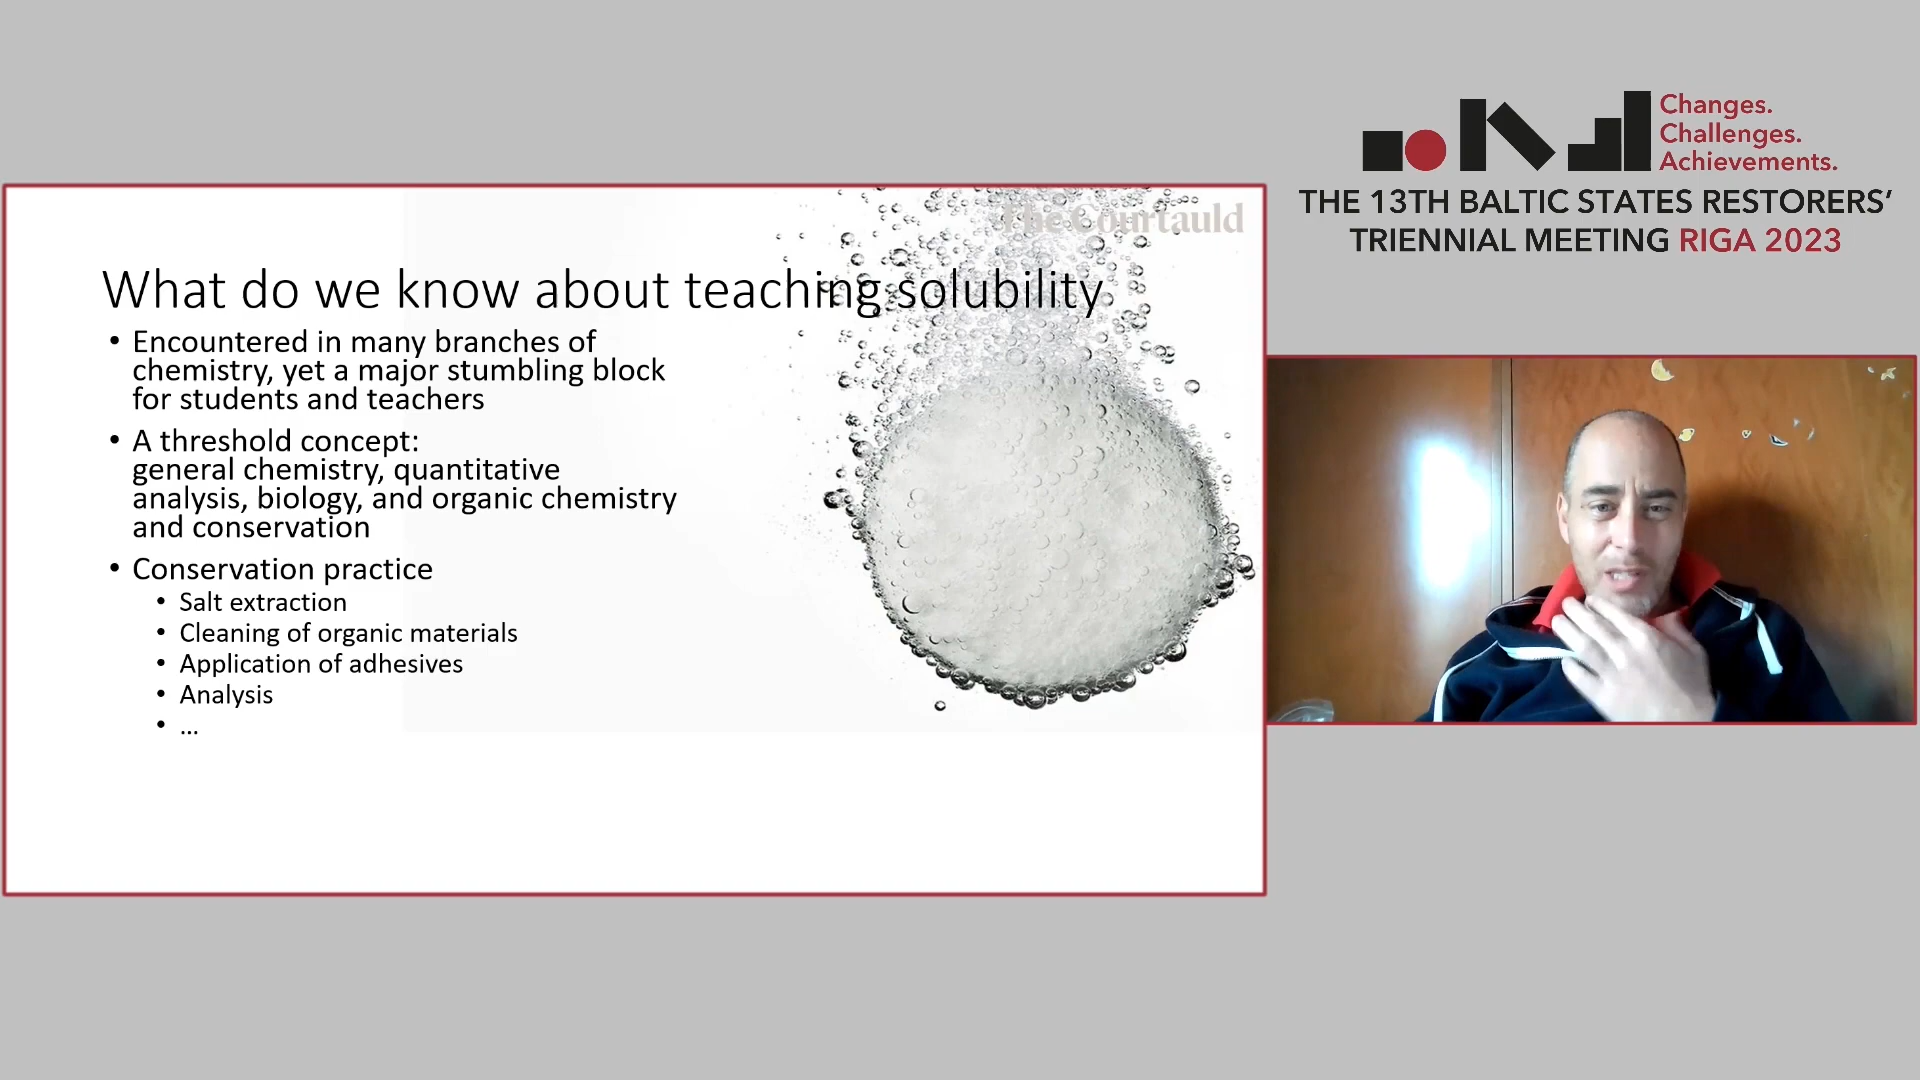 Changes.
Challenges.
Achievements.
THE 13TH BALTIC STATES RESTORERS’
TRIENNIAL MEETING RIGA 2023
The Courtauld
What do we know about teaching solubility
• Encountered in many branches of
chemistry, yet a major stumbling block
for students and teachers
• A threshold concept:
general chemistry, quantitative
analysis, biology, and organic chemistry
and conservation
• Conservation practice
• Salt extraction
• Cleaning of organic materials
• Application of adhesives
• Analysis
• ...